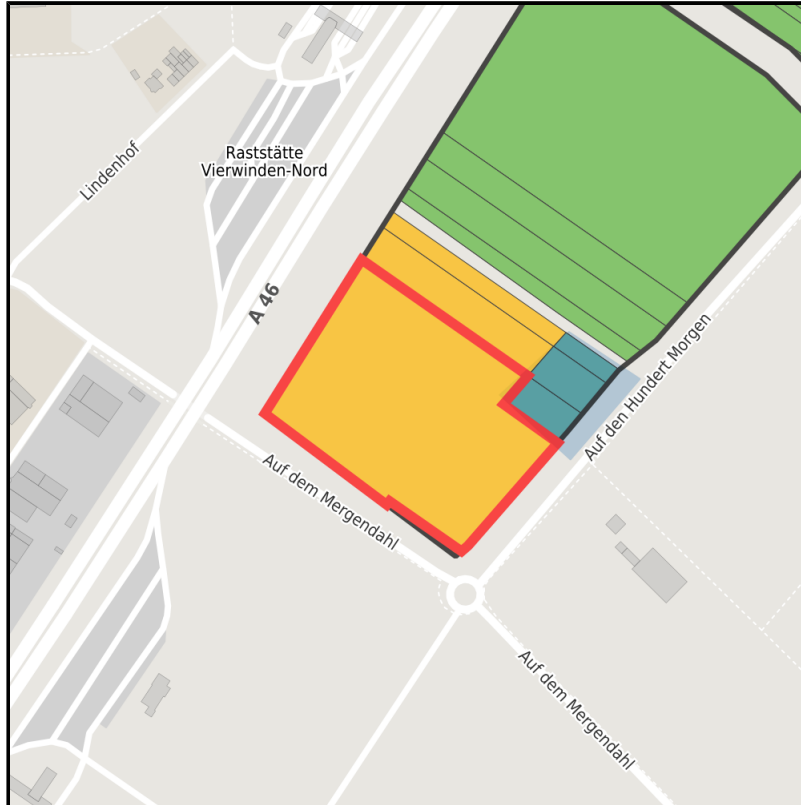 Raststätte
Vierwinden-Nord
Lindenhof
A 46
Auf den Hundert Morgen
Auf dem Mergendahl
Auf dem Mergendahl